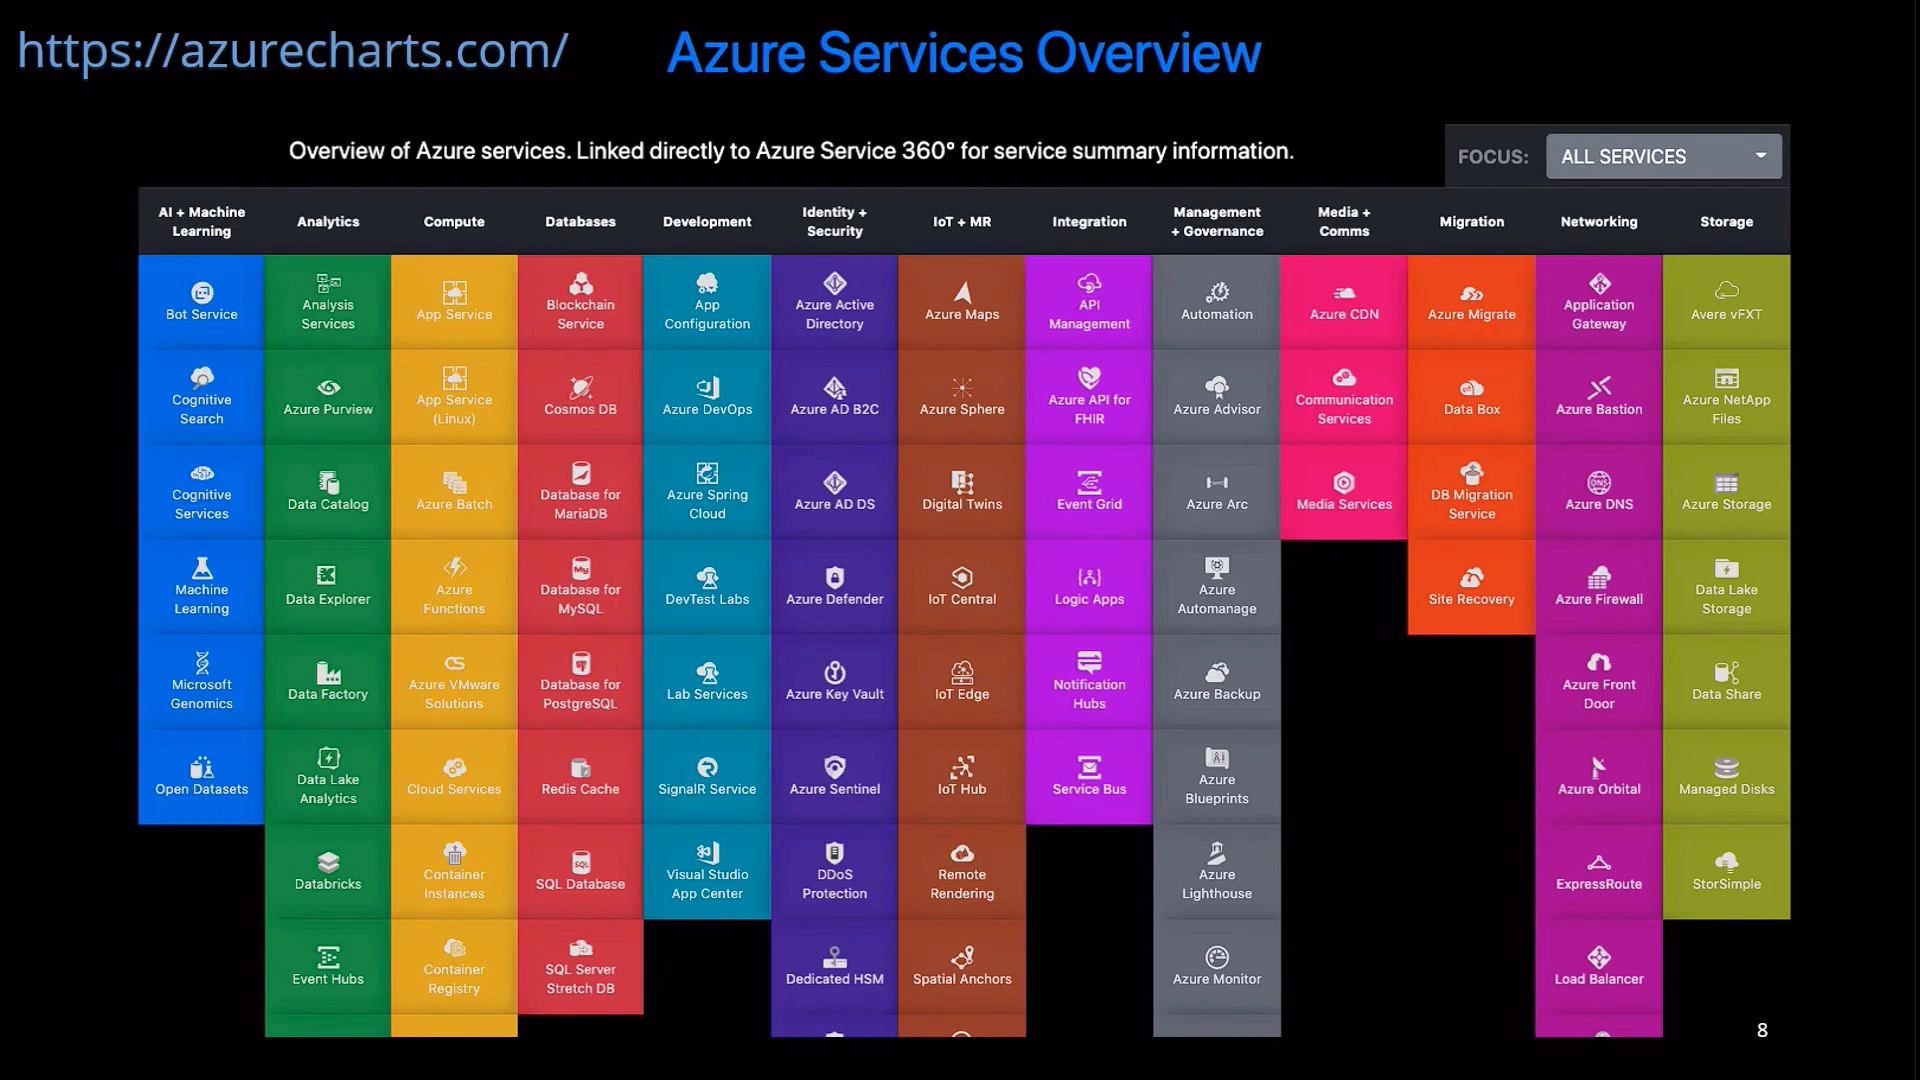 https://azurecharts.com/
Azure Services Overview
Overview of Azure services. Linked directly to Azure Service 360° for service summary information.
FOCUS:
ALL SERVICES
AI + Machine
Learning
Analytics
Compute
Databases
Development
Identity +
Security
IoT + MR
Integration
Management
+ Governance
Media +
Comms
Migration
Networking
Storage
Bot Service
Analysis
Services
App Service
Blockchain
Service
App
Configuration
Azure Active
Directory
Azure Maps
API
Management
Automation
Azure CDN
Azure Migrate
Application
Gateway
Avere vFXT
Cognitive
Search
Azure Purview
App Service
(Linux)
Cosmos DB
Azure DevOps
Azure AD B2C
Azure Sphere
Azure API for
FHIR
Azure Advisor
Communication
Services
Data Box
Azure Bastion
Azure NetApp
Files
Cognitive
Services
Data Catalog
Azure Batch
Database for
MariaDB
Azure Spring
Cloud
Azure AD DS
Digital Twins
Event Grid
Azure Arc
Media Services
DB Migration
Service
DNS
Azure DNS
Azure Storage
Machine
Learning
Data Explorer
Azure
Functions
My
Database for
MySQL
DevTest Labs
Azure Defender
IoT Central
Logic Apps
Azure
Automanage
Site Recovery
Azure Firewall
Data Lake
Storage
Microsoft
Genomics
Data Factory
CS
Azure VMware
Solutions
Database for
PostgreSQL
Lab Services
Azure Key Vault
IoT Edge
Notification
Hubs
Azure Backup
Azure Front
Door
Data Share
Open Datasets
Data Lake
Analytics
Cloud Services
Redis Cache
SignalR Service
Azure Sentinel
IoT Hub
Service Bus
Azure
Blueprints
Azure Orbital
Managed Disks
Databricks
Container
Instances
SQL
SQL Database
Visual Studio
App Center
DDoS
Protection
Remote
Rendering
Azure
Lighthouse
ExpressRoute
StorSimple
Event Hubs
Container
Registry
SQL Server
Stretch DB
Dedicated HSM
Spatial Anchors
Azure Monitor
Load Balancer
8